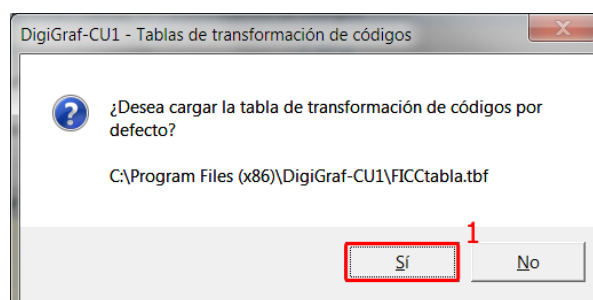 DigiGraf-CU1 - Tablas de transformación de códigos
X
?
¿Desea cargar la tabla de transformación de códigos por
defecto?
C:\Program Files (x86)\DigiGraf-CU1\FICCtabla.tbf
1
Sí No